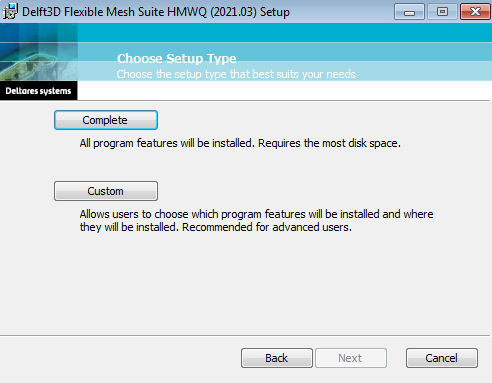 Delft3D Flexible Mesh Suite HMWQ (2021.03) Setup
Choose Setup Type
Choose the setup type that best suits your needs
Deltares systems
Complete
All program features will be installed. Requires the most disk space.
Custom
Allows users to choose which program features will be installed and where
they will be installed. Recommended for advanced users.
Back
Next
Cancel